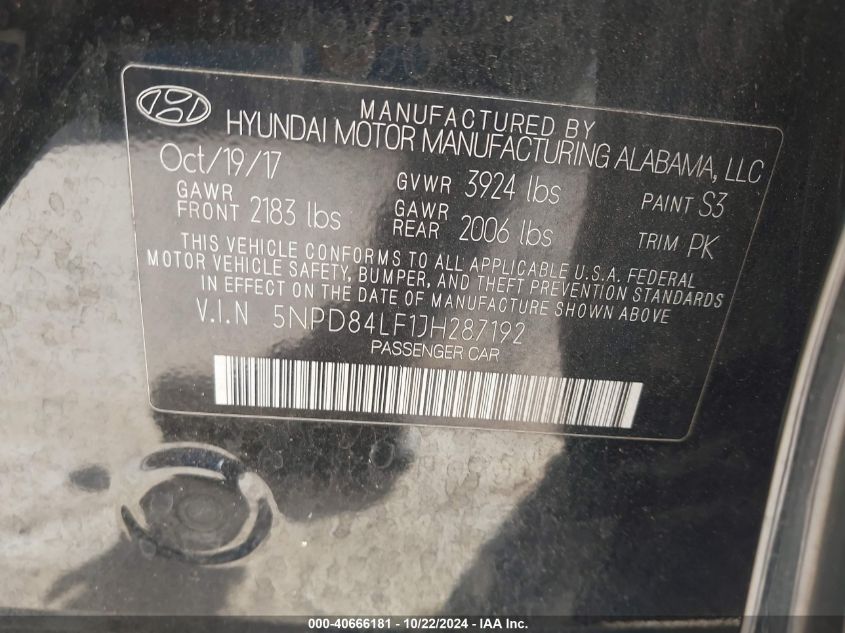 MANUFACTURED BY
HYUNDAI MOTOR MANUFACTURING ALABAMA, LLC
Oct/19/17 GVWR 3924 lbs PAINT S3
GAWR FRONT 2183 lbs GAWR REAR 2006 lbs TRIM PK
THIS VEHICLE CONFORMS TO ALL APPLICABLE U.S.A. FEDERAL
MOTOR VEHICLE SAFETY, BUMPER, AND THEFT PREVENTION STANDARDS
IN EFFECT ON THE DATE OF MANUFACTURE SHOWN ABOVE
V.I.N 5NPD84LF1JH287192
PASSENGER CAR
000-40666181 - 10/22/2024 - IAA Inc.